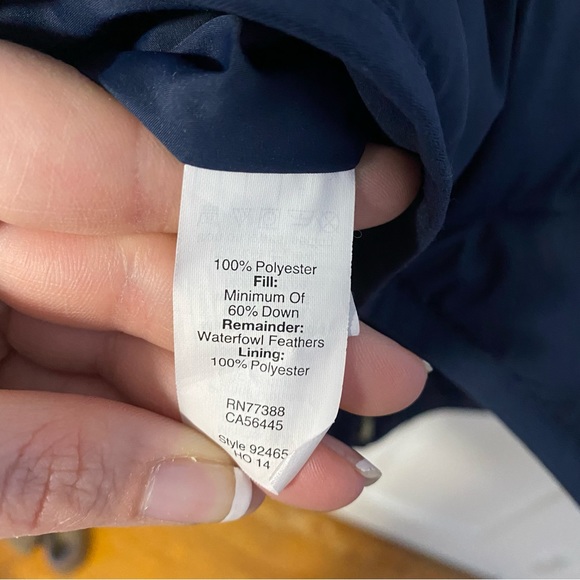 100% Polyester
Fill:
Minimum Of
60% Down
Remainder:
Waterfowl Feathers
Lining:
100% Polyester
RN77388
CA56445
Style 92465
HO 14